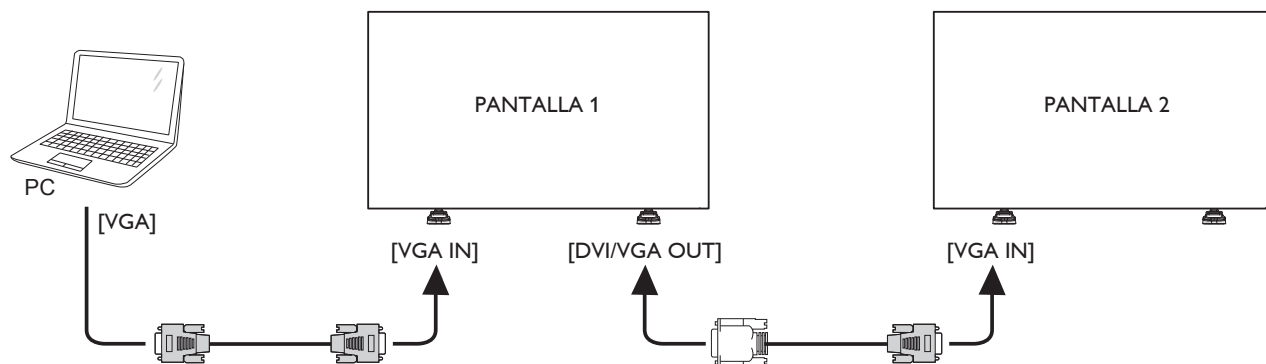 PANTALLA 1
PANTALLA 2
PC
[VGA]
[VGA IN]
[DVI/VGA OUT]
[VGA IN]